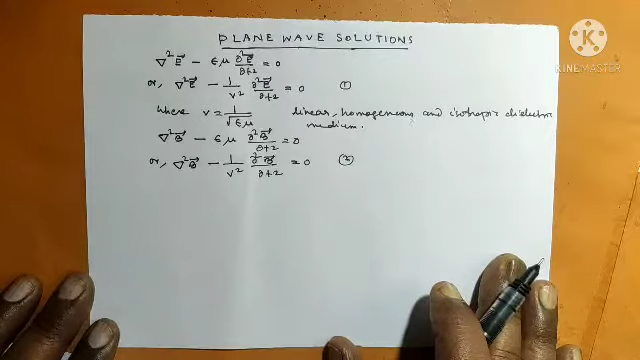 PLANE WAVE SOLUTIONS
∇²E⃗ − εμ ∂²E⃗/∂t² = 0
or, ∇²E⃗ − 1/v² ∂²E⃗/∂t² = 0 ①
where v = 1/√εμ linear, homogeneous and isotropic dielectric
medium.
∇²B⃗ − εμ ∂²B⃗/∂t² = 0
or, ∇²B⃗ − 1/v² ∂²B⃗/∂t² = 0 ②
K
KINEMASTER